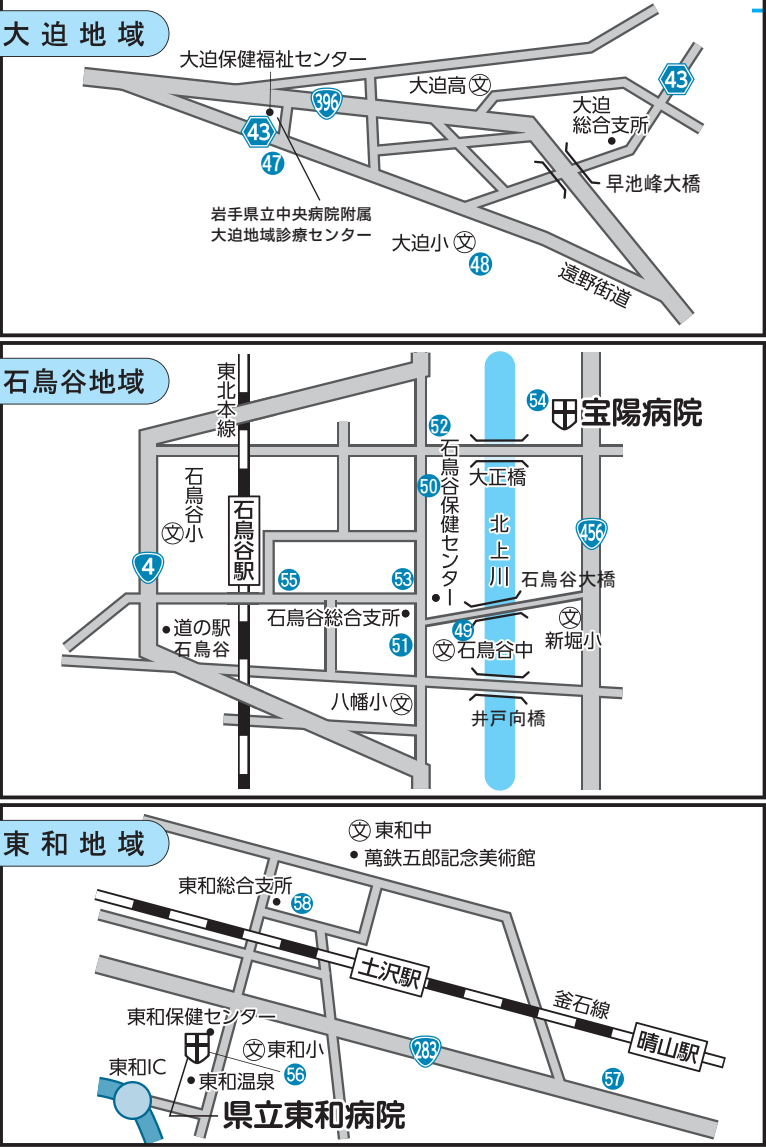 大迫地域
大迫保健福祉センター
大迫高 文
43
396
大迫
総合支所
43
47
早池峰大橋
岩手県立中央病院附属
大迫地域診療センター
大迫小 文
48
遠野街道
石鳥谷地域
東北本線
54
宝陽病院
52
石鳥谷保健センター
大正橋
石鳥谷小
文
50
石鳥谷駅
北上川
456
4
55
53
石鳥谷大橋
石鳥谷総合支所
道の駅
石鳥谷
49
51
文 石鳥谷中
文
新堀小
八幡小 文
井戸向橋
東和地域
文 東和中
萬鉄五郎記念美術館
東和総合支所
58
土沢駅
釜石線
東和保健センター
283
晴山駅
文 東和小
東和IC
東和温泉
56
57
県立東和病院